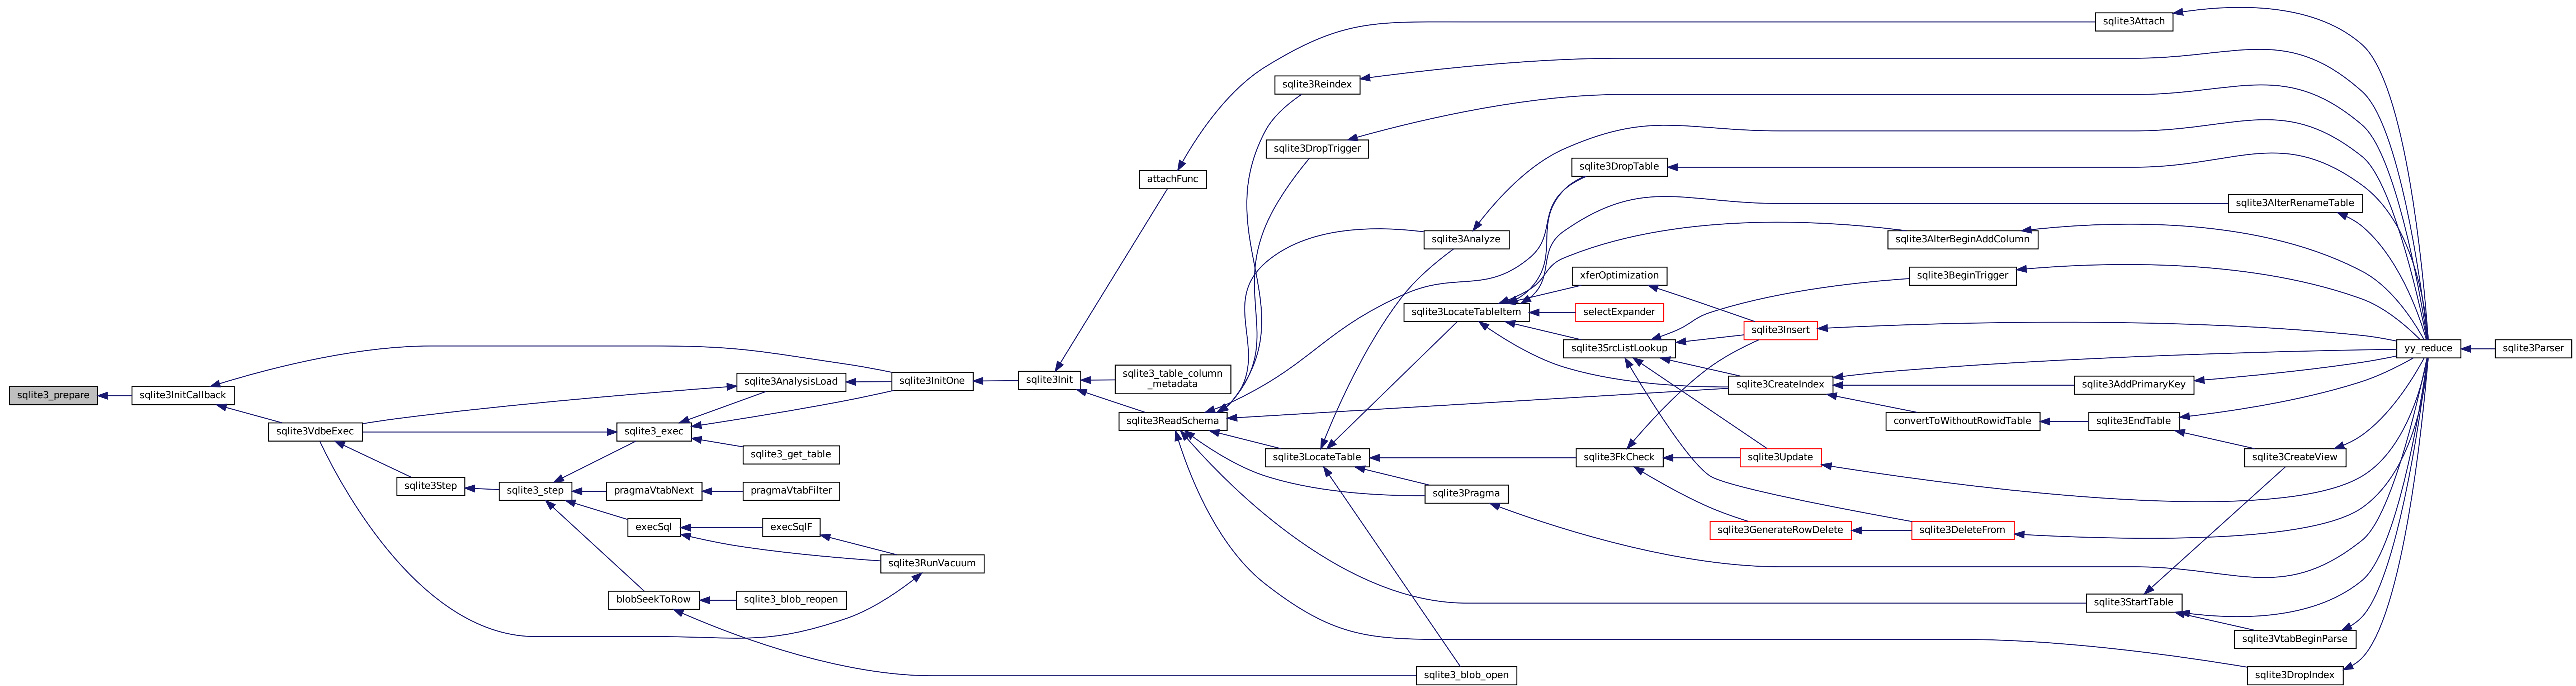 sqlite3_prepare
sqlite3InitCallback
sqlite3VdbeExec
sqlite3Step
sqlite3_step
sqlite3_exec
pragmaVtabNext
execSql
blobSeekToRow
sqlite3AnalysisLoad
sqlite3_get_table
pragmaVtabFilter
execSqlF
sqlite3_blob_reopen
sqlite3InitOne
sqlite3RunVacuum
sqlite3Init
attachFunc
sqlite3_table_column
_metadata
sqlite3ReadSchema
sqlite3Reindex
sqlite3DropTrigger
sqlite3LocateTable
sqlite3Analyze
sqlite3LocateTableItem
sqlite3Pragma
sqlite3_blob_open
sqlite3DropTable
xferOptimization
selectExpander
sqlite3SrcListLookup
sqlite3FkCheck
sqlite3Insert
sqlite3CreateIndex
sqlite3Update
sqlite3GenerateRowDelete
sqlite3AlterBeginAddColumn
sqlite3BeginTrigger
convertToWithoutRowidTable
sqlite3DeleteFrom
sqlite3Attach
sqlite3AddPrimaryKey
sqlite3EndTable
sqlite3StartTable
sqlite3AlterRenameTable
sqlite3CreateView
sqlite3VtabBeginParse
sqlite3DropIndex
yy_reduce
sqlite3Parser